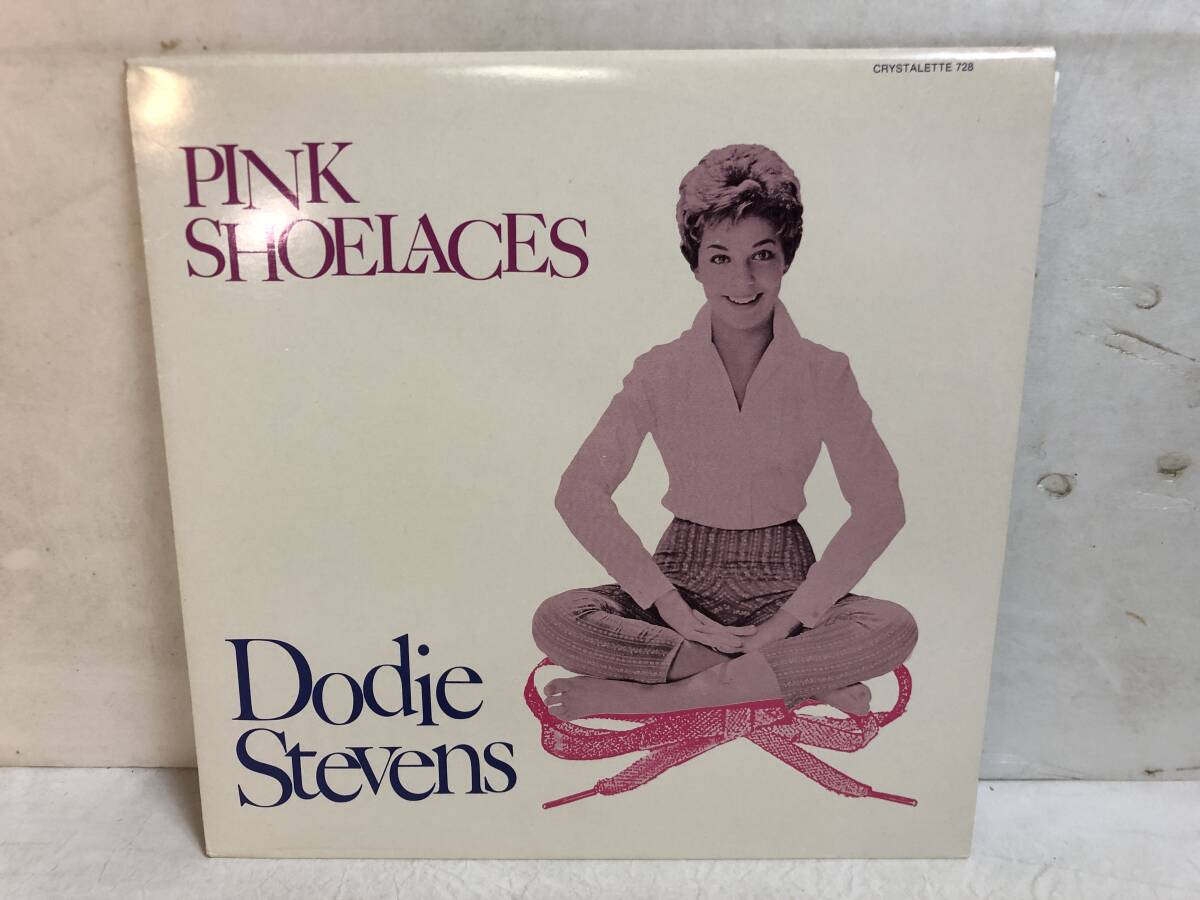 CRYSTALETTE 728
PINK
SHOELACES
Dodie
Stevens